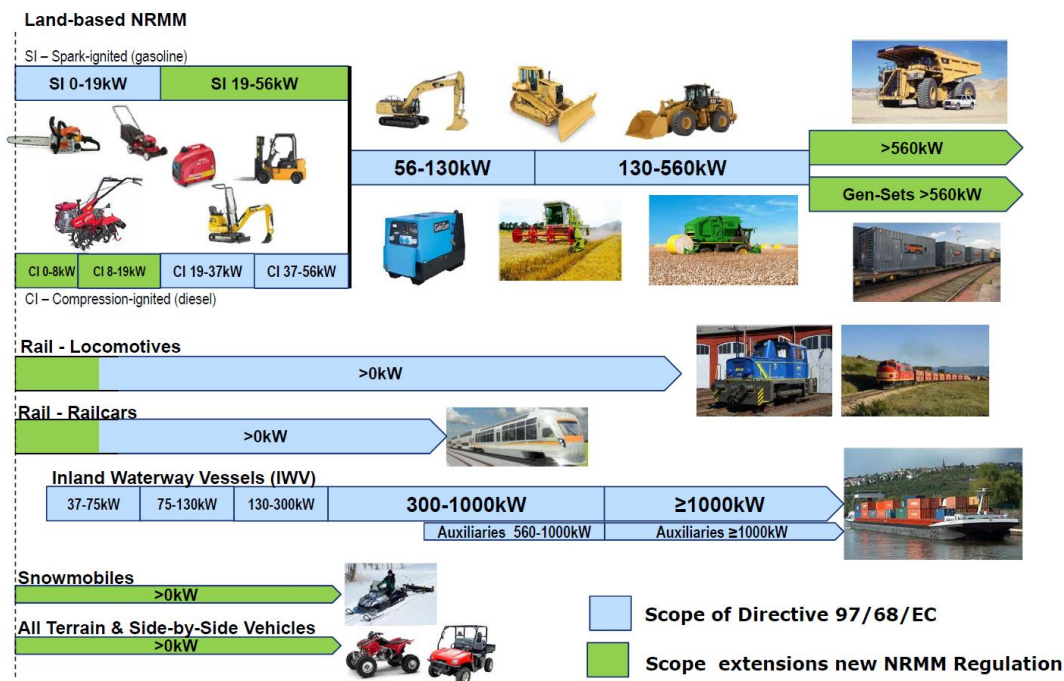 Land-based NRMM
SI – Spark-ignited (gasoline)
SI 0-19kW
SI 19-56kW
56-130kW
130-560kW
>560kW
Gen-Sets >560kW
CI 0-8kW
CI 8-19kW
CI 19-37kW
CI 37-56kW
CI – Compression-ignited (diesel)
Rail - Locomotives
>0kW
Rail - Railcars
>0kW
Inland Waterway Vessels (IWV)
37-75kW
75-130kW
130-300kW
300-1000kW
≥1000kW
Auxiliaries 560-1000kW
Auxiliaries ≥1000kW
Snowmobiles
>0kW
All Terrain & Side-by-Side Vehicles
>0kW
Scope of Directive 97/68/EC
Scope extensions new NRMM Regulation